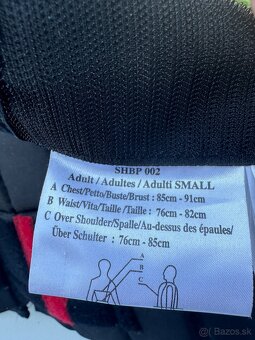 SHBP 002
Adult / Adultes / Adulti SMALL
A Chest/Petto/Buste/Brust : 85cm - 91cm
B Waist/Vita/Taille / Taille : 76cm - 82cm
C Over Shoulder/Spalle/Au-dessus des épaules/
Über Schulter : 76cm - 85cm
A
B
C
bazos.sk